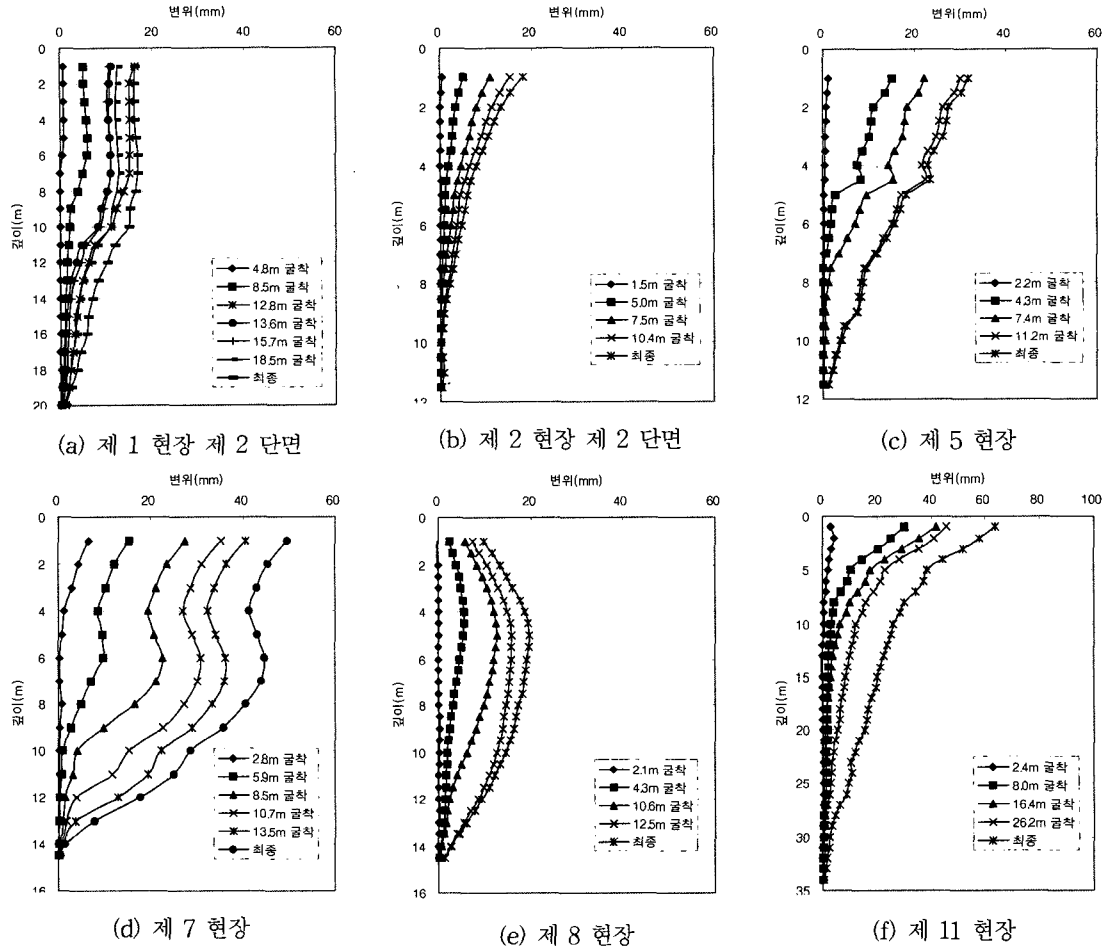 변위(mm)
0 20 40 60
0
2
4
6
8
10
12
14
16
18
20
깊이(m)
4.8m 굴착
8.5m 굴착
12.8m 굴착
13.6m 굴착
15.7m 굴착
18.5m 굴착
최종
(a) 제 1 현장 제 2 단면
변위(mm)
0 20 40 60
0
2
4
6
8
10
12
깊이(m)
1.5m 굴착
5.0m 굴착
7.5m 굴착
10.4m 굴착
최종
(b) 제 2 현장 제 2 단면
변위(mm)
0 20 40 60
0
2
4
6
8
10
12
깊이(m)
2.2m 굴착
4.3m 굴착
7.4m 굴착
11.2m 굴착
최종
(c) 제 5 현장
변위(mm)
0 20 40 60
0
2
4
6
8
10
12
14
16
깊이(m)
2.8m 굴착
5.9m 굴착
8.5m 굴착
10.7m 굴착
13.5m 굴착
최종
(d) 제 7 현장
변위(mm)
0 20 40 60
0
2
4
6
8
10
12
14
16
깊이(m)
2.1m 굴착
4.3m 굴착
10.6m 굴착
12.5m 굴착
최종
(e) 제 8 현장
변위(mm)
0 20 40 60 80 100
0
5
10
15
20
25
30
35
깊이(m)
2.4m 굴착
8.0m 굴착
16.4m 굴착
26.2m 굴착
최종
(f) 제 11 현장